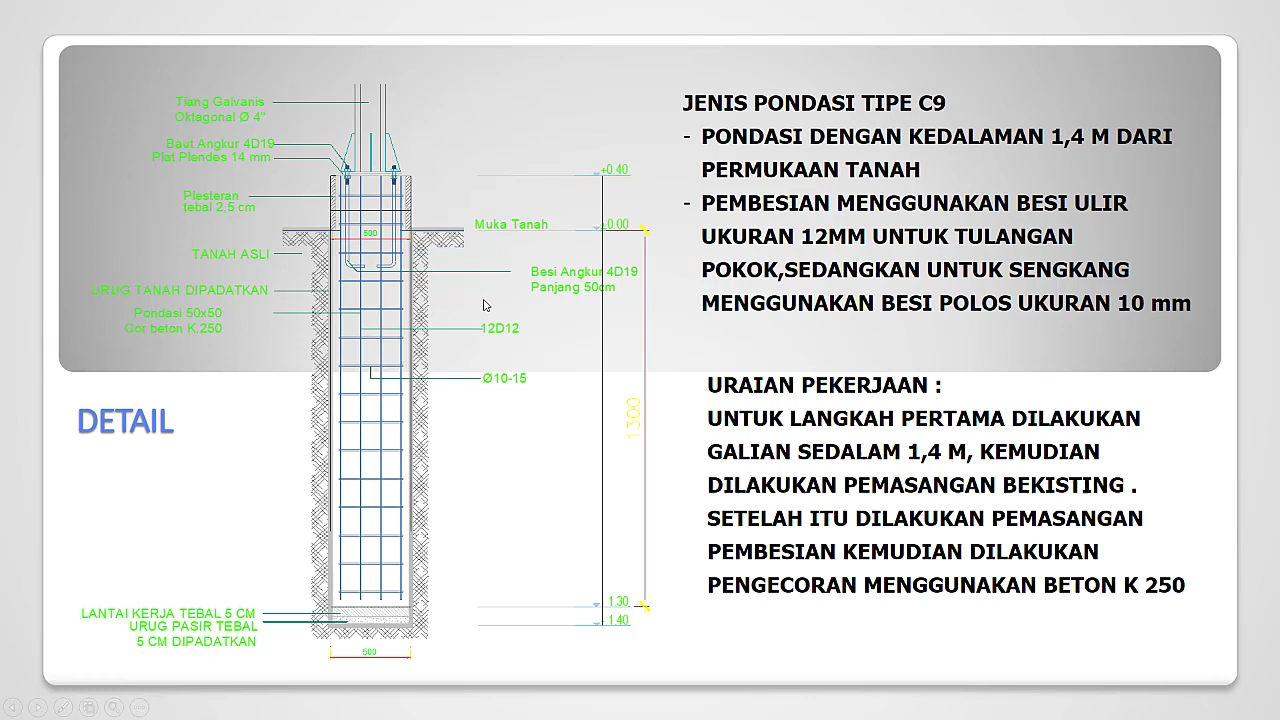 Tiang Galvanis
Oktagonal Ø 4"
Baut Angkur 4D19
Plat Plendes 14 mm
Plesteran
tebal 2,5 cm
TANAH ASLI
URUG TANAH DIPADATKAN
Pondasi 50x50
Cor beton K.250
LANTAI KERJA TEBAL 5 CM
URUG PASIR TEBAL
5 CM DIPADATKAN
500
500
+0.40
Muka Tanah
+0.00
Besi Angkur 4D19
Panjang 50cm
12D12
Ø10-15
1300
1.30
1.40
DETAIL
JENIS PONDASI TIPE C9
- PONDASI DENGAN KEDALAMAN 1,4 M DARI
PERMUKAAN TANAH
- PEMBESIAN MENGGUNAKAN BESI ULIR
UKURAN 12MM UNTUK TULANGAN
POKOK,SEDANGKAN UNTUK SENGKANG
MENGGUNAKAN BESI POLOS UKURAN 10 mm
URAIAN PEKERJAAN :
UNTUK LANGKAH PERTAMA DILAKUKAN
GALIAN SEDALAM 1,4 M, KEMUDIAN
DILAKUKAN PEMASANGAN BEKISTING .
SETELAH ITU DILAKUKAN PEMASANGAN
PEMBESIAN KEMUDIAN DILAKUKAN
PENGECORAN MENGGUNAKAN BETON K 250